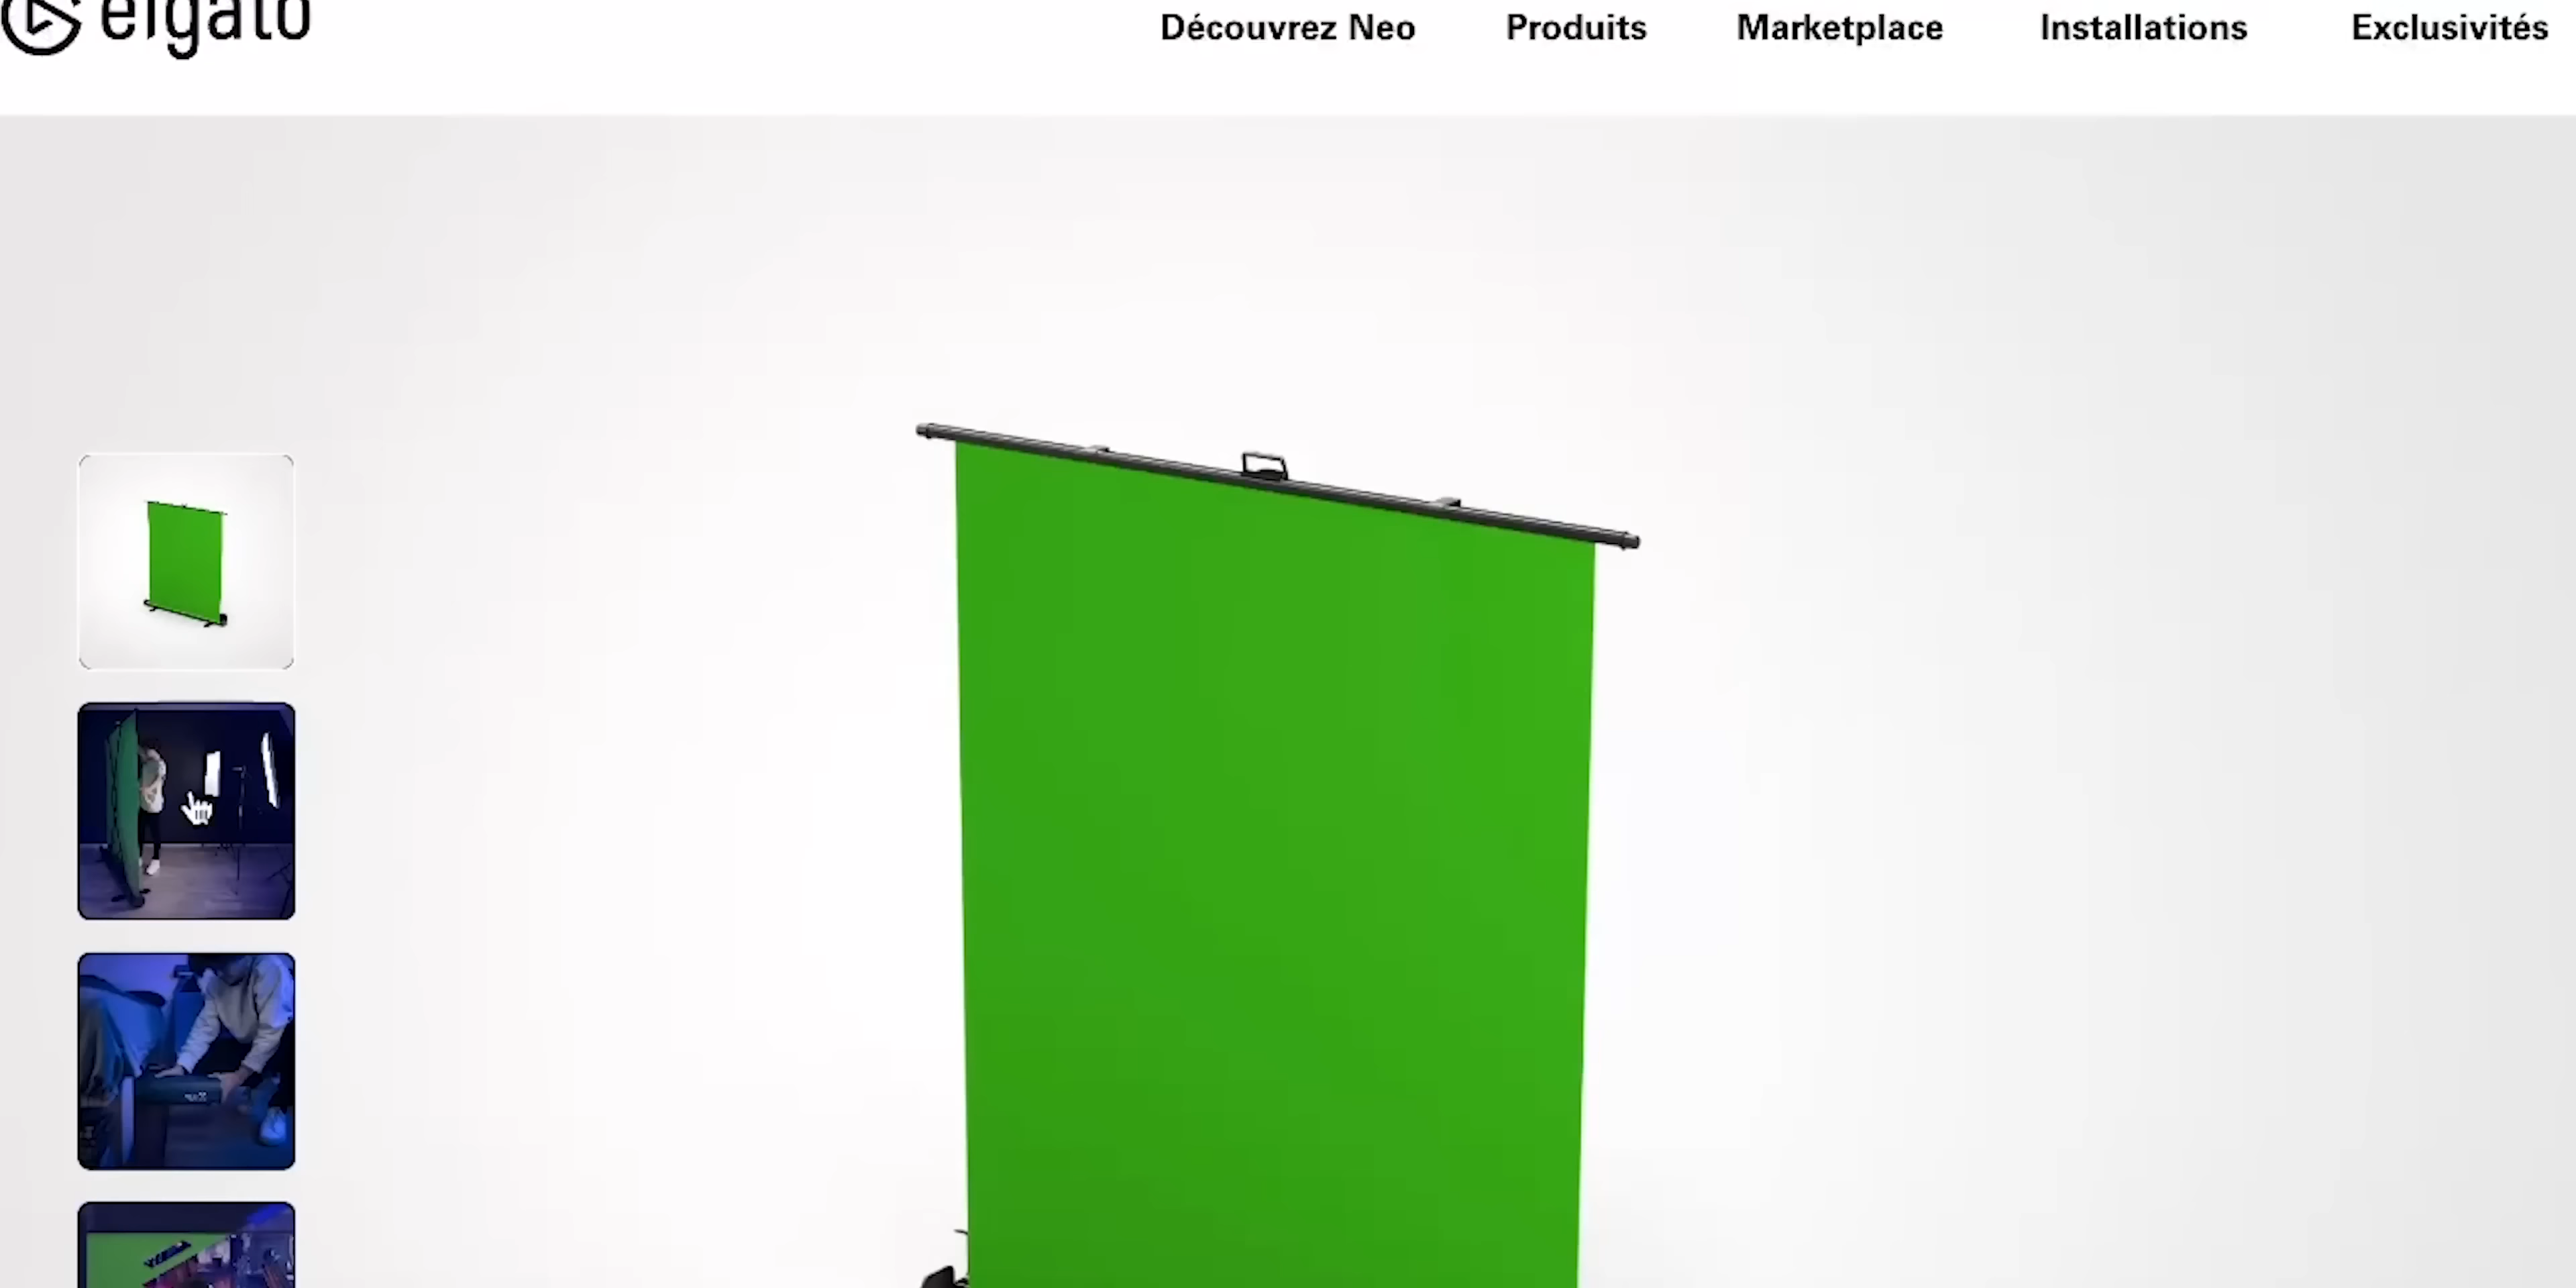 elgato
Découvrez Neo
Produits
Marketplace
Installations
Exclusivités